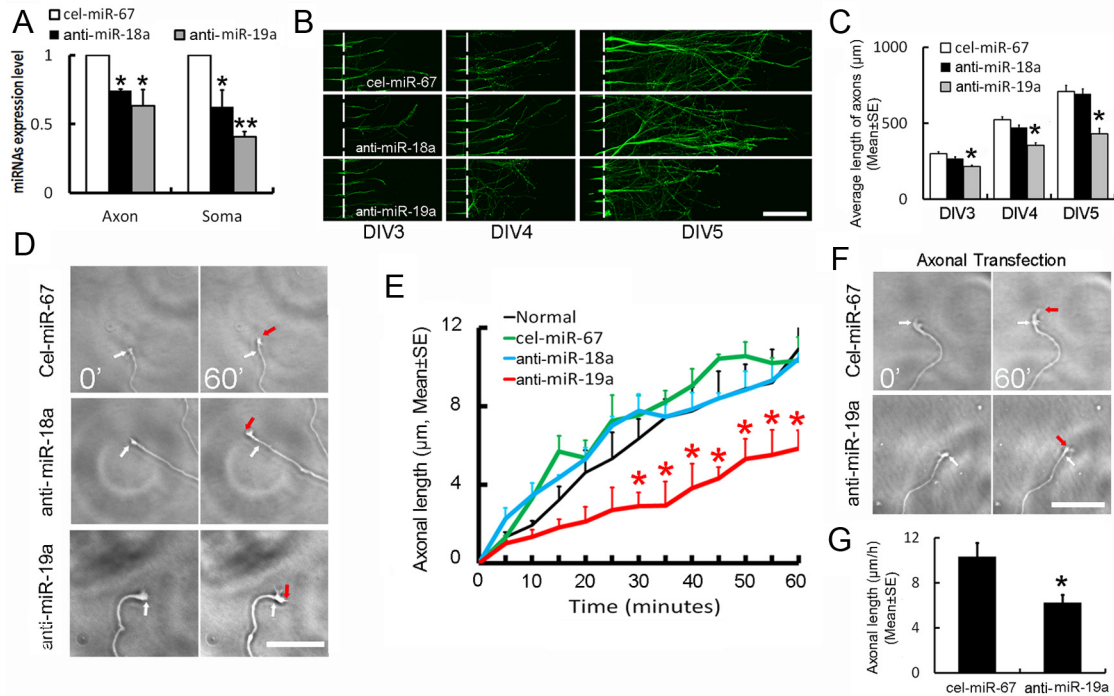 A
cel-miR-67
anti-miR-18a
anti-miR-19a
miRNAs expression level
1
0.5
0
* *
* **
Axon
Soma
B
cel-miR-67
anti-miR-18a
anti-miR-19a
DIV3
DIV4
DIV5
C
cel-miR-67
anti-miR-18a
anti-miR-19a
Average length of axons (µm)
(Mean±SE)
1000
500
0
*
*
*
DIV3
DIV4
DIV5
D
Cel-miR-67
0'
60'
anti-miR-18a
anti-miR-19a
E
Normal
cel-miR-67
anti-miR-18a
anti-miR-19a
Axonal length (µm, Mean±SE)
12
8
4
0
* * * * * * *
0 10 20 30 40 50 60
Time (minutes)
F
Axonal Transfection
Cel-miR-67
0'
60'
anti-miR-19a
G
Axonal length (µm/h)
(Mean±SE)
12
8
4
0
*
cel-miR-67
anti-miR-19a